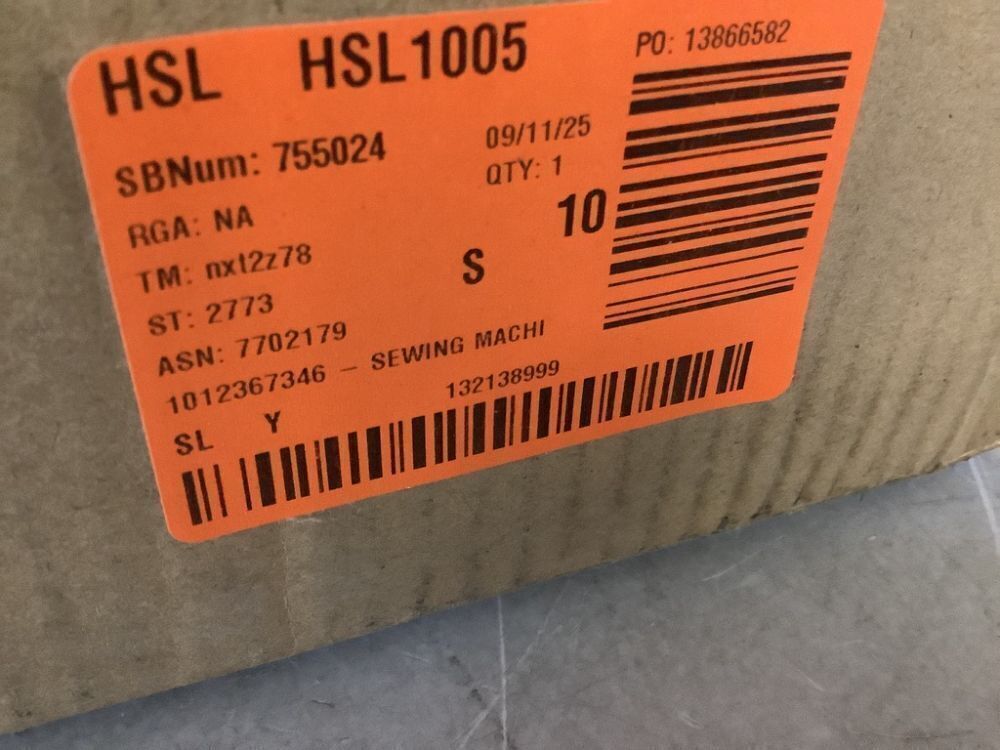 HSL HSL1005 PO: 13866582
SBNum: 755024 09/11/25
RGA: NA QTY: 1
TM: nxt2z78 S 10
ST: 2773
ASN: 7702179
1012367346 – SEWING MACHI
SL Y 132138999